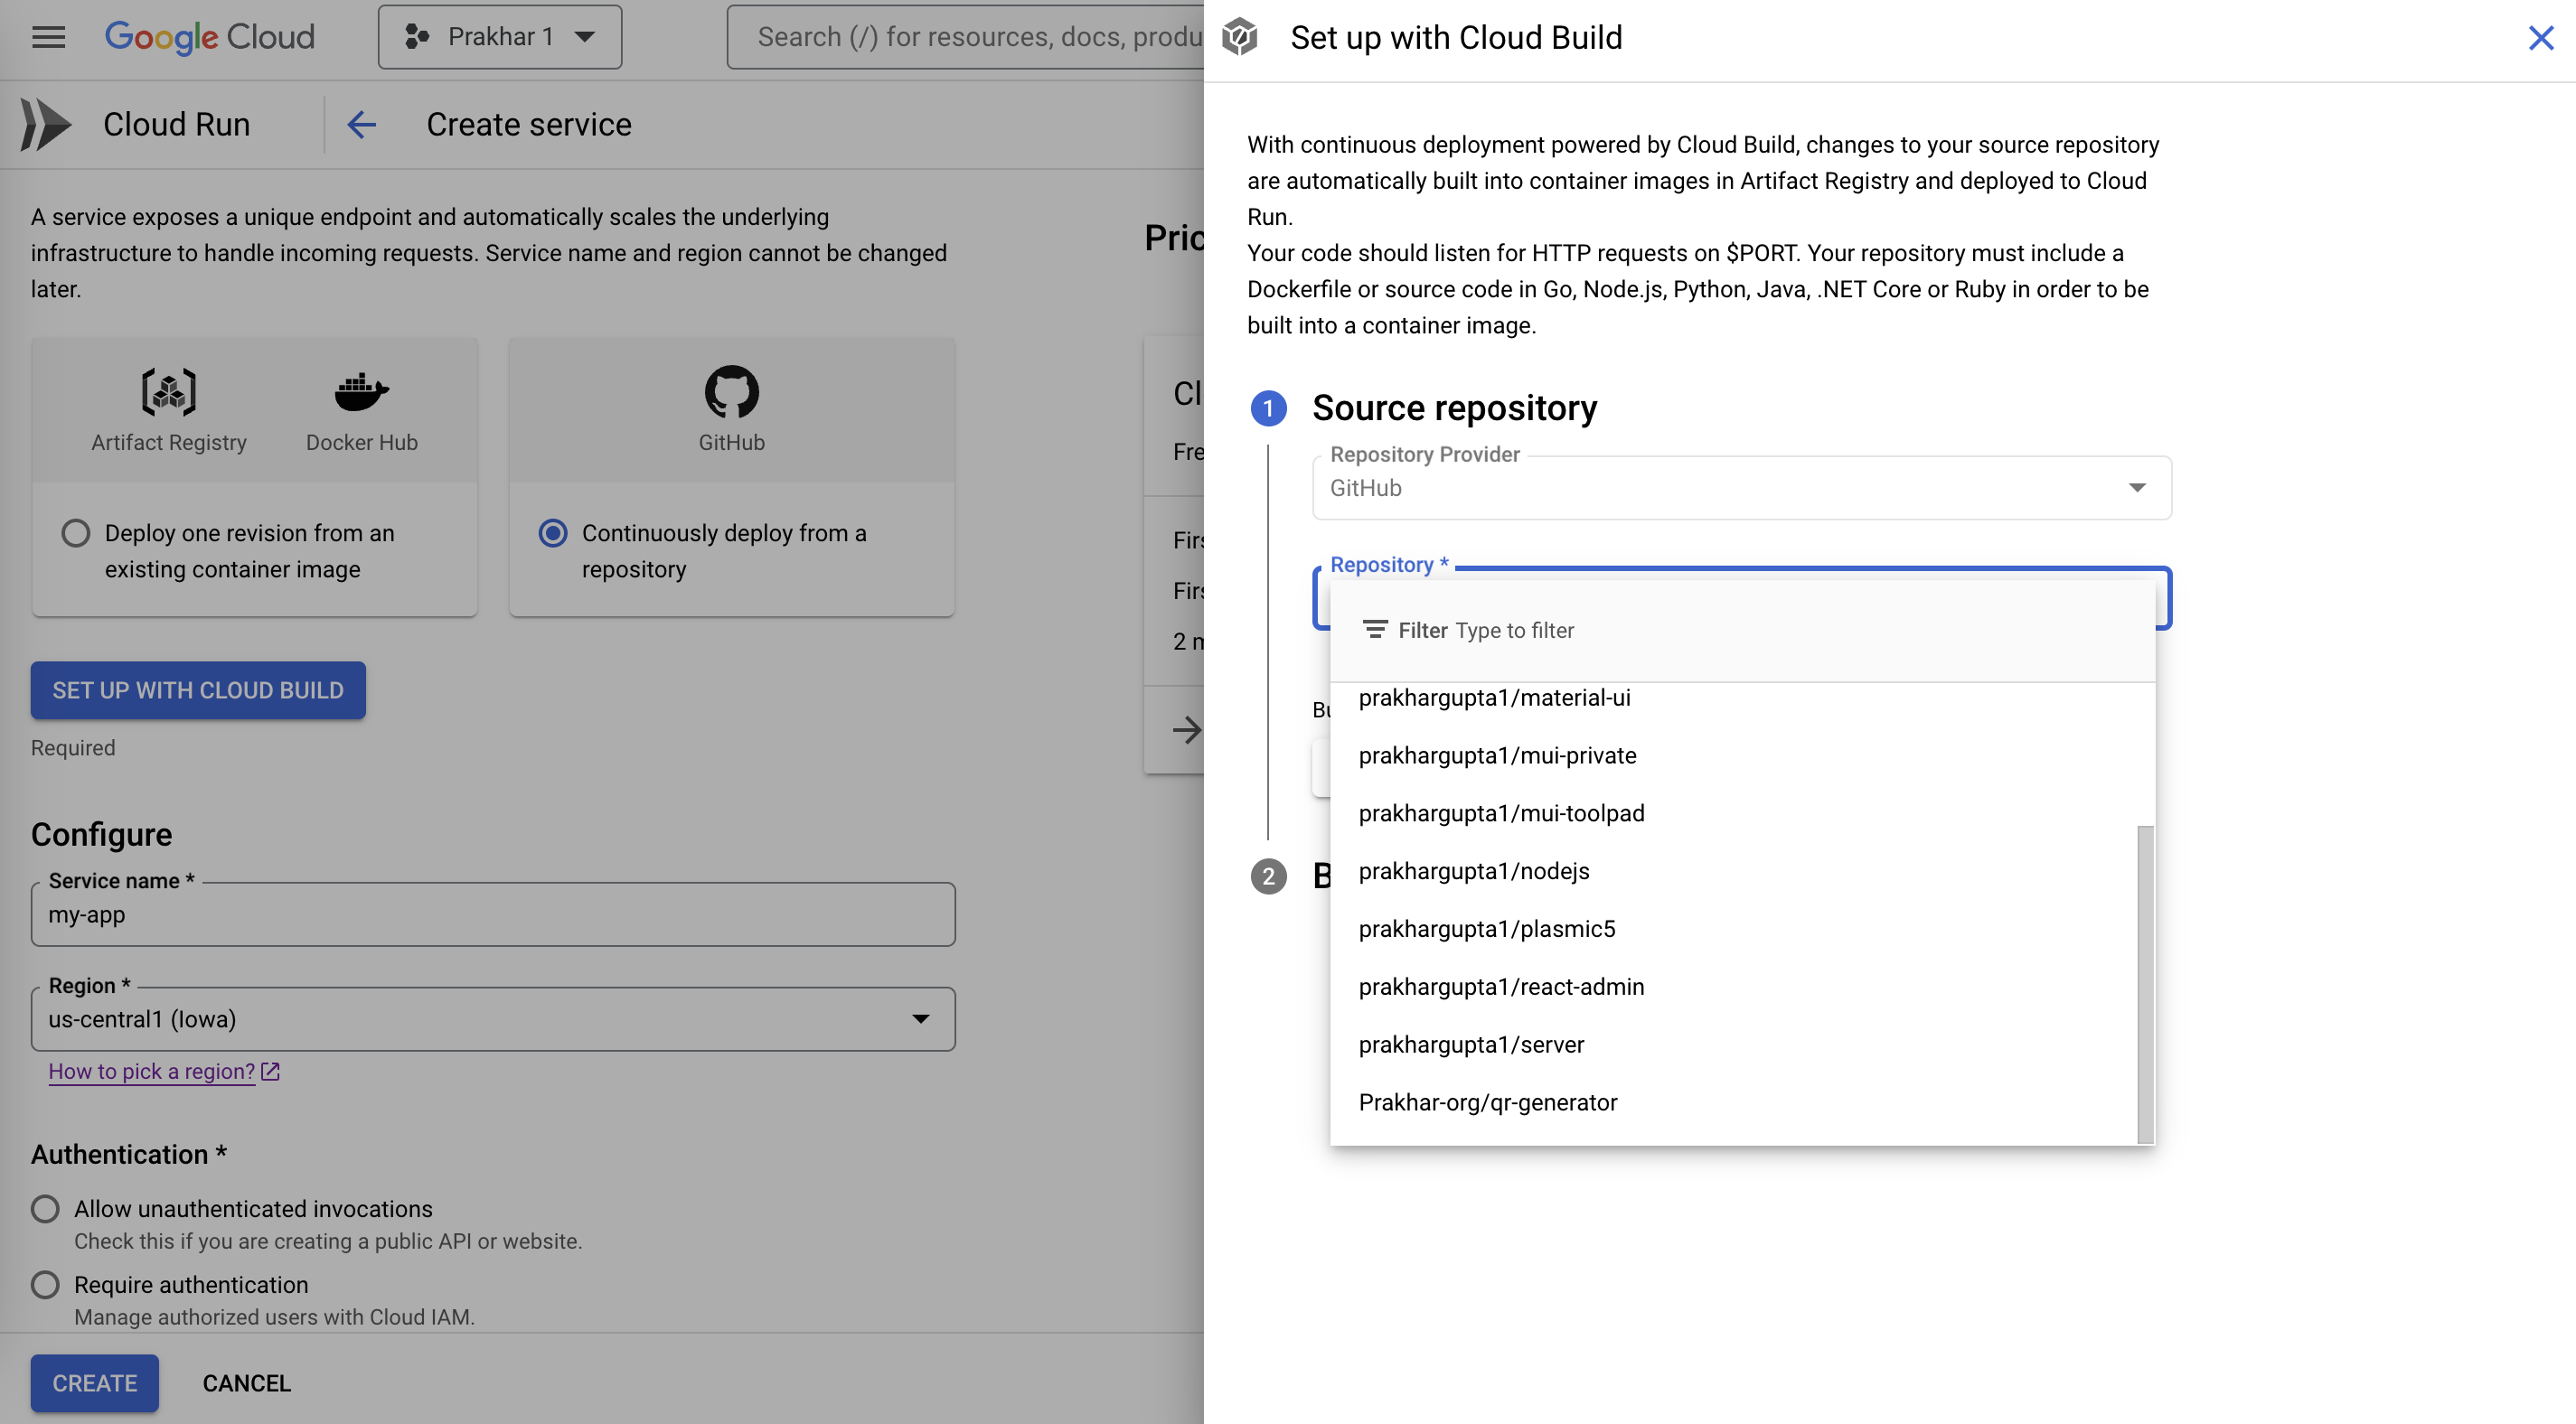 Google Cloud
Prakhar 1
Search (/) for resources, docs, produ
Cloud Run
Create service
A service exposes a unique endpoint and automatically scales the underlying
infrastructure to handle incoming requests. Service name and region cannot be changed
later.
Artifact Registry
Docker Hub
GitHub
Deploy one revision from an
existing container image
Continuously deploy from a
repository
SET UP WITH CLOUD BUILD
Required
Configure
Service name *
my-app
Region *
us-central1 (Iowa)
How to pick a region?
Authentication *
Allow unauthenticated invocations
Check this if you are creating a public API or website.
Require authentication
Manage authorized users with Cloud IAM.
CREATE
CANCEL
Pric
Cl
Fre
Firs
Firs
2 m
Set up with Cloud Build
With continuous deployment powered by Cloud Build, changes to your source repository
are automatically built into container images in Artifact Registry and deployed to Cloud
Run.
Your code should listen for HTTP requests on $PORT. Your repository must include a
Dockerfile or source code in Go, Node.js, Python, Java, .NET Core or Ruby in order to be
built into a container image.
1
Source repository
Repository Provider
GitHub
Repository *
Filter Type to filter
Bu
prakhargupta1/material-ui
prakhargupta1/mui-private
prakhargupta1/mui-toolpad
2
B
prakhargupta1/nodejs
prakhargupta1/plasmic5
prakhargupta1/react-admin
prakhargupta1/server
Prakhar-org/qr-generator